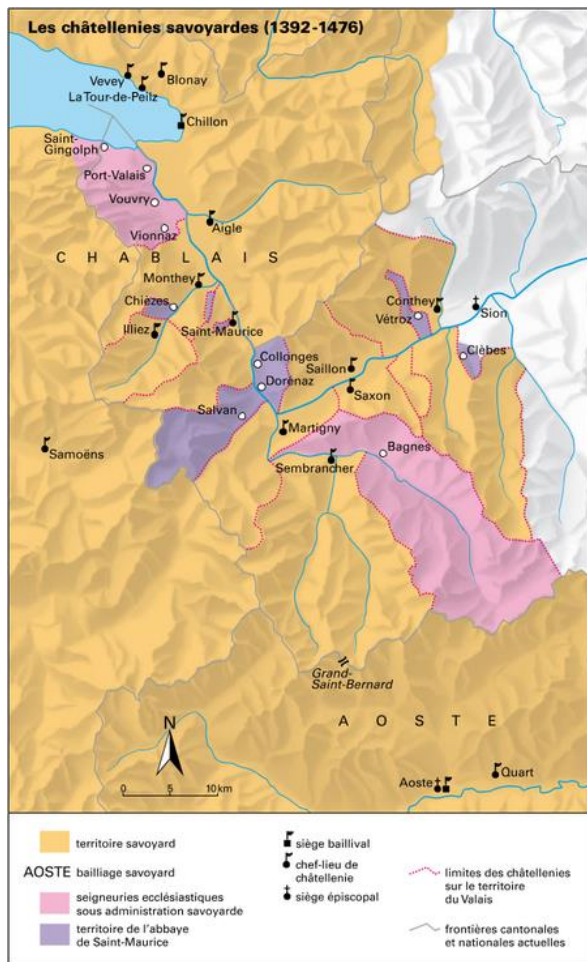 Les châtellenies savoyardes (1392-1476)
Vevey
Blonay
La Tour-de-Peilz
Chillon
Saint-
Gingolph
Port-Valais
Vouvry
Aigle
Vionnaz
CHABLAIS
Monthey
Chièzes
Conthey
Sion
Vétroz
Illiez
Saint-Maurice
Clèbes
Collonges
Saillon
Dorénaz
Saxon
Salvan
Martigny
Samoëns
Bagnes
Sembrancher
Grand-
Saint-Bernard
N
AOSTE
Quart
Aoste
0 5 10 km
territoire savoyard
AOSTE bailliage savoyard
seigneuries ecclésiastiques
sous administration savoyarde
territoire de l'abbaye
de Saint-Maurice
siège baillival
chef-lieu de
châtellenie
siège épiscopal
limites des châtellenies
sur le territoire
du Valais
frontières cantonales
et nationales actuelles